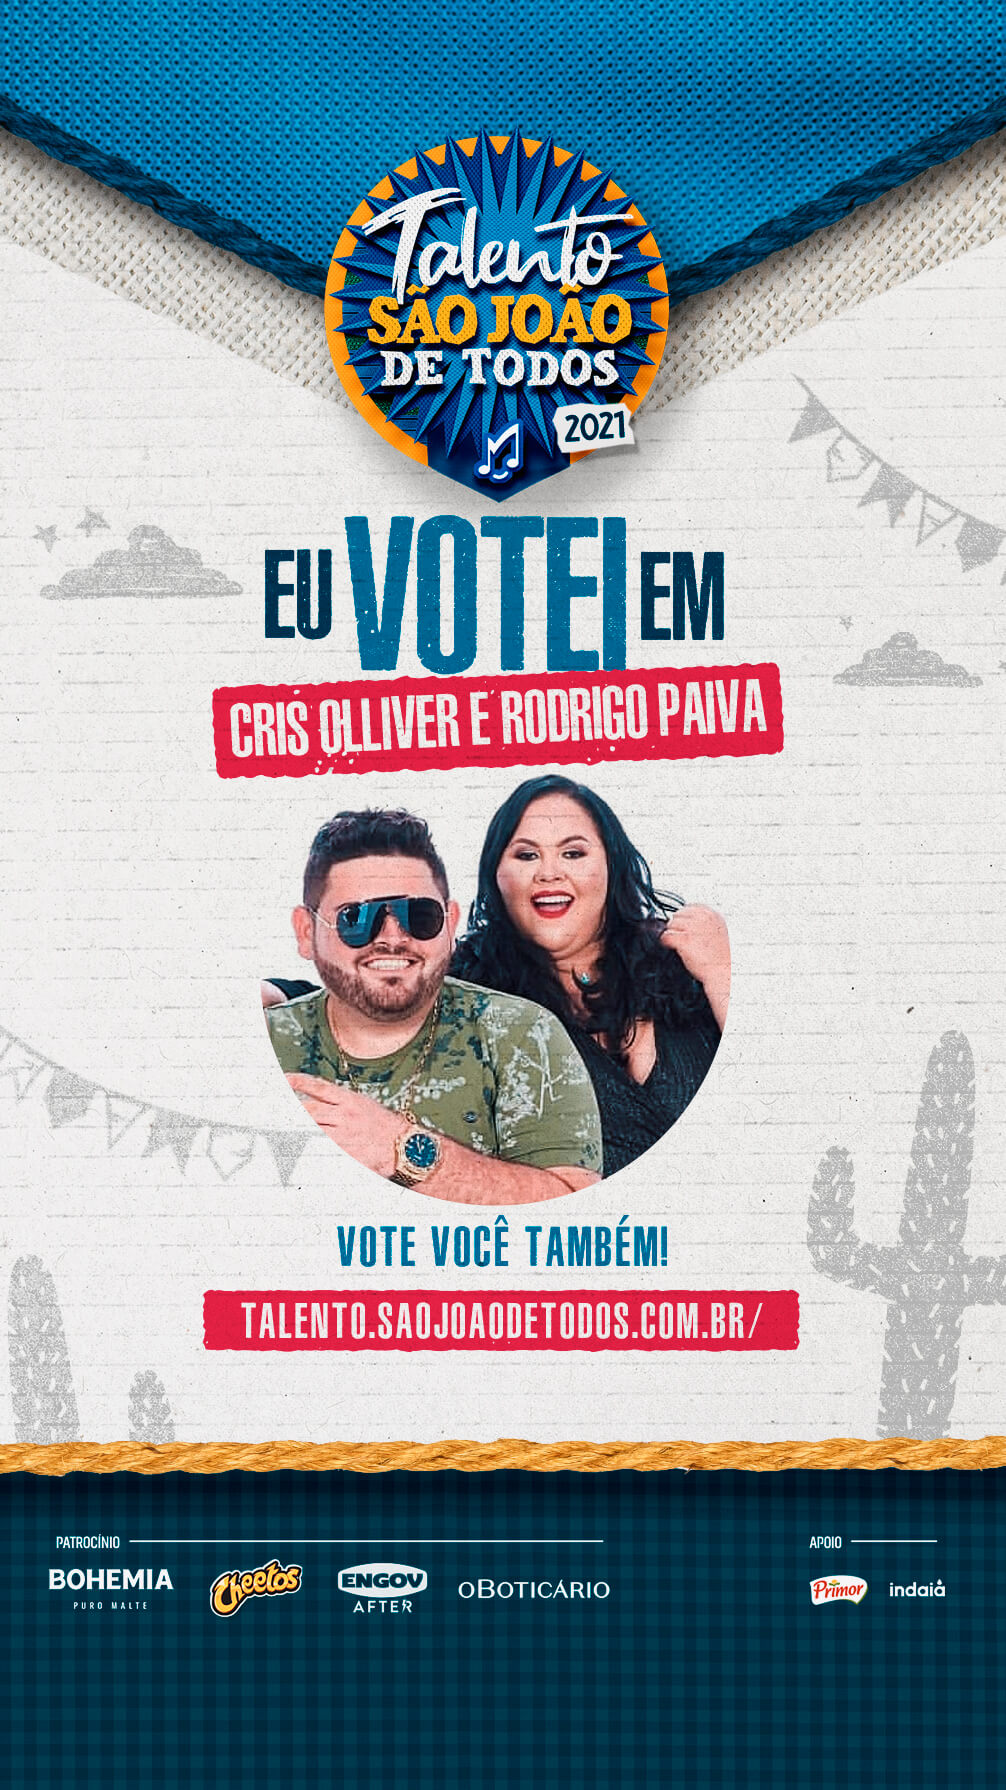 Talento
SÃO JOÃO
DE TODOS
2021
EU VOTEI EM
CRIS OLLIVER E RODRIGO PAIVA
VOTE VOCÊ TAMBÉM!
TALENTO.SAOJOAODETODOS.COM.BR/
PATROCÍNIO
APOIO
BOHEMIA
PURO MALTE
Cheetos
ENGOV
AFTER
OBOTICÁRIO
Primor
indaiá